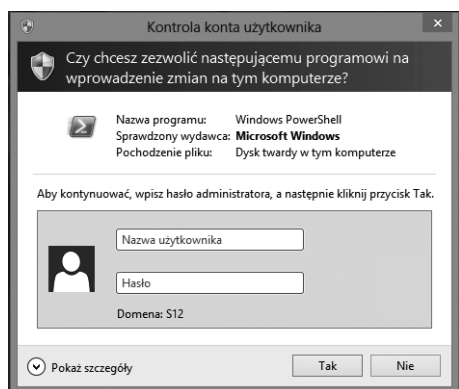 Kontrola konta użytkownika
Czy chcesz zezwolić następującemu programowi na
wprowadzenie zmian na tym komputerze?
Nazwa programu: Windows PowerShell
Sprawdzony wydawca: Microsoft Windows
Pochodzenie pliku: Dysk twardy w tym komputerze
Aby kontynuować, wpisz hasło administratora, a następnie kliknij przycisk Tak.
Nazwa użytkownika
Hasło
Domena: S12
Pokaż szczegóły Tak Nie